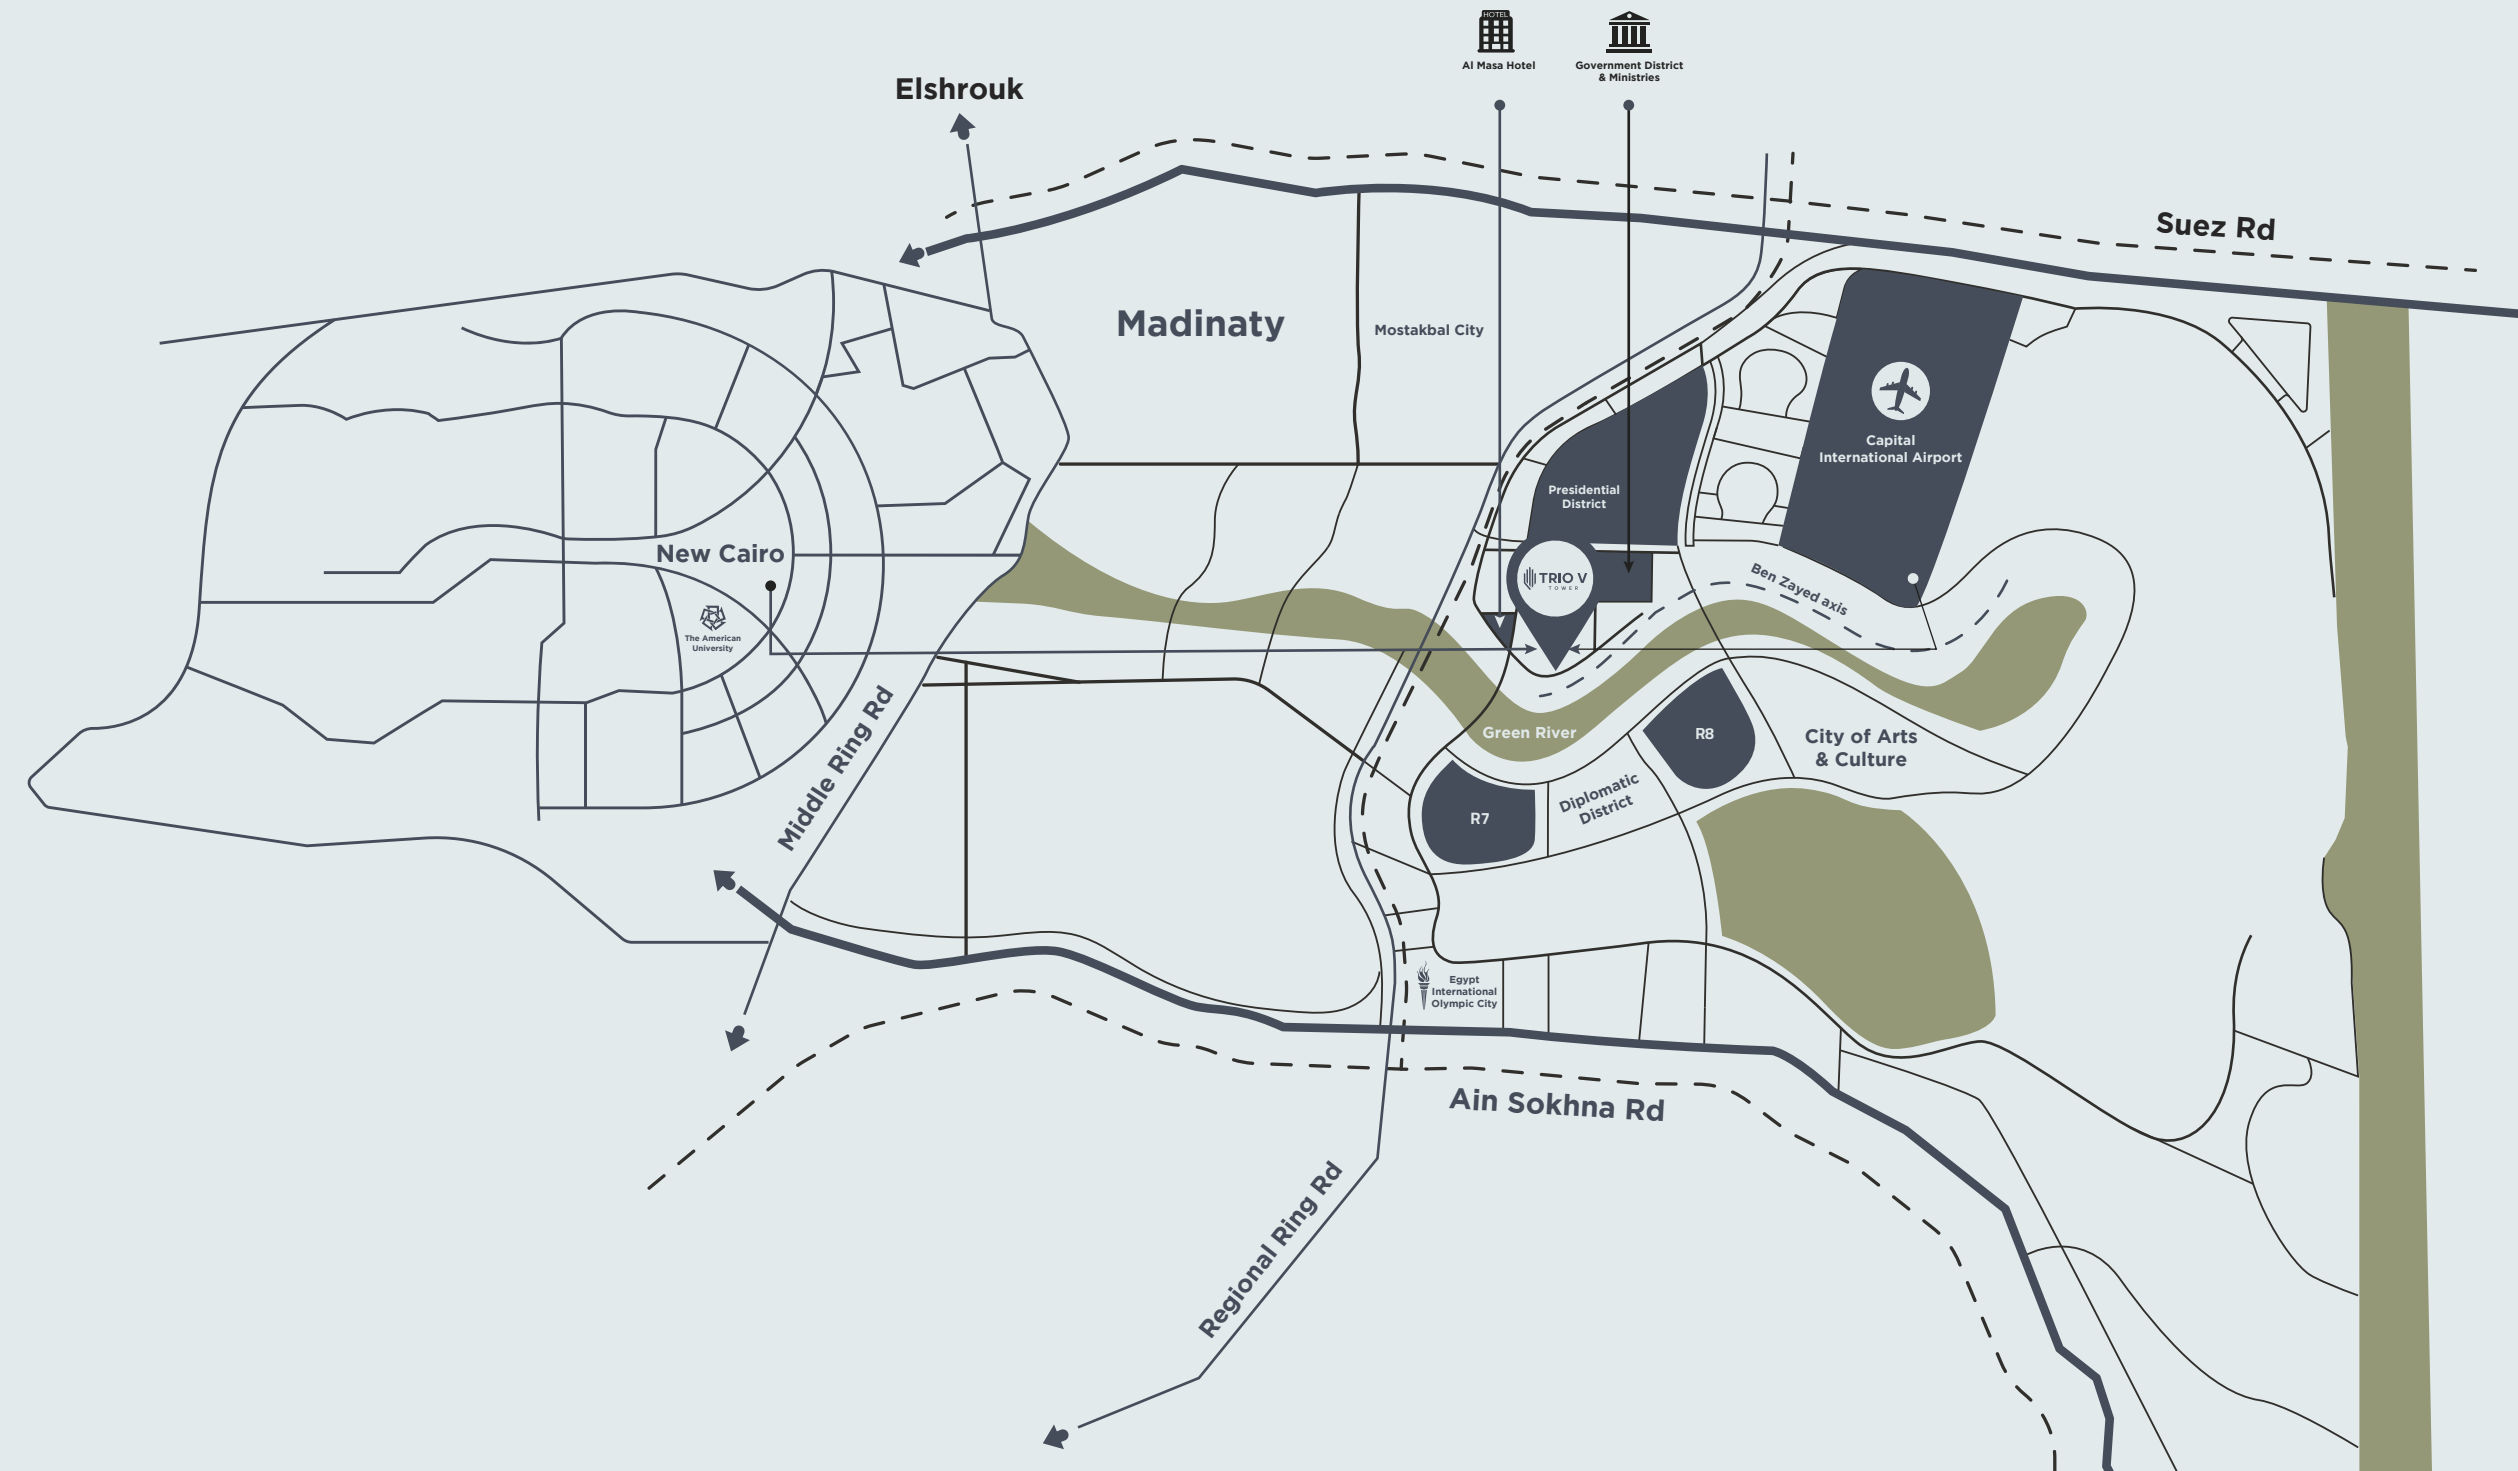 HOTEL
Al Masa Hotel
Government District
& Ministries
Elshrouk
Suez Rd
Madinaty
Mostakbal City
Capital
International Airport
Presidential
District
New Cairo
TRIO V
TOWER
Ben Zayed axis
The American
University
Middle Ring Rd
Green River
R8
City of Arts
& Culture
Diplomatic
District
R7
Egypt
International
Olympic City
Ain Sokhna Rd
Regional Ring Rd